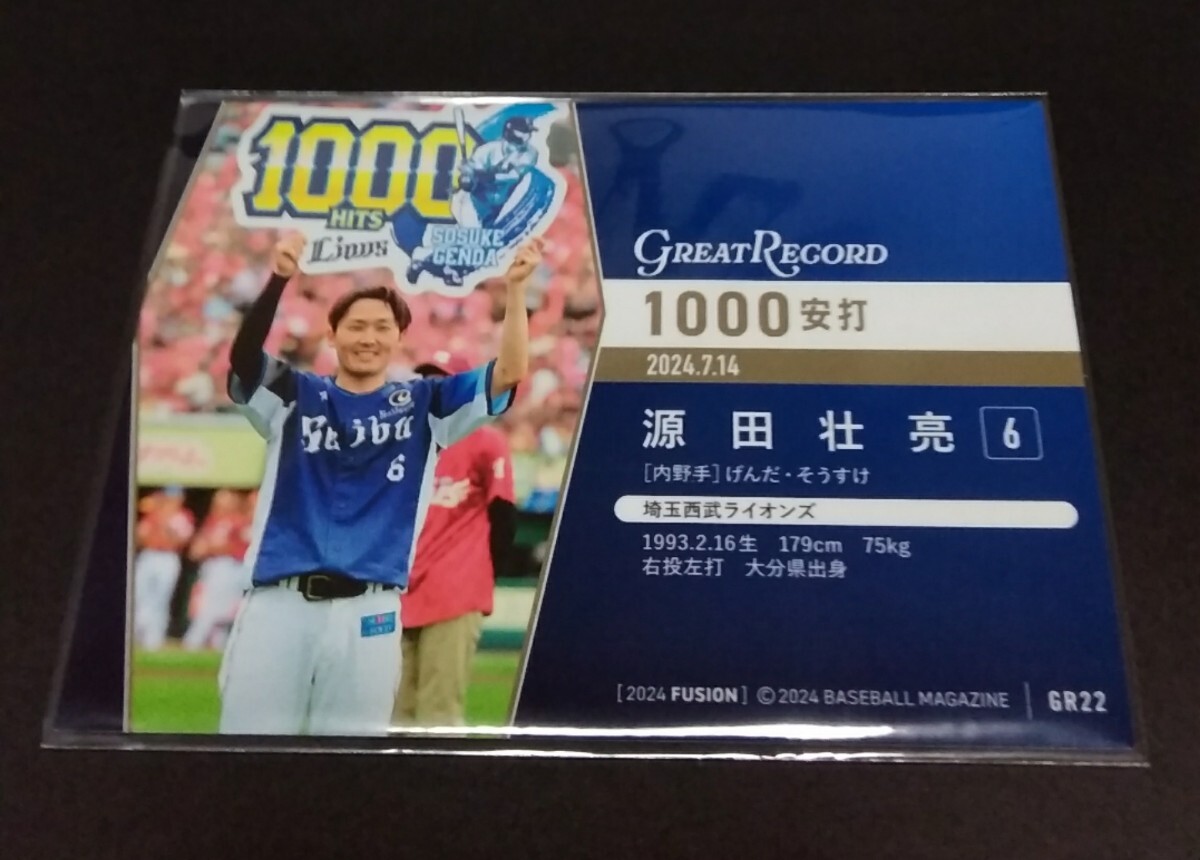 1000
HITS
Lions
SOSUKE
GENDA
Seibu
6
GREAT RECORD
1000安打
2024.7.14
源田壮亮 6
[内野手]げんだ・そうすけ
埼玉西武ライオンズ
1993.2.16生 179cm 75kg
右投左打 大分県出身
[2024 FUSION] ©2024 BASEBALL MAGAZINE GR22